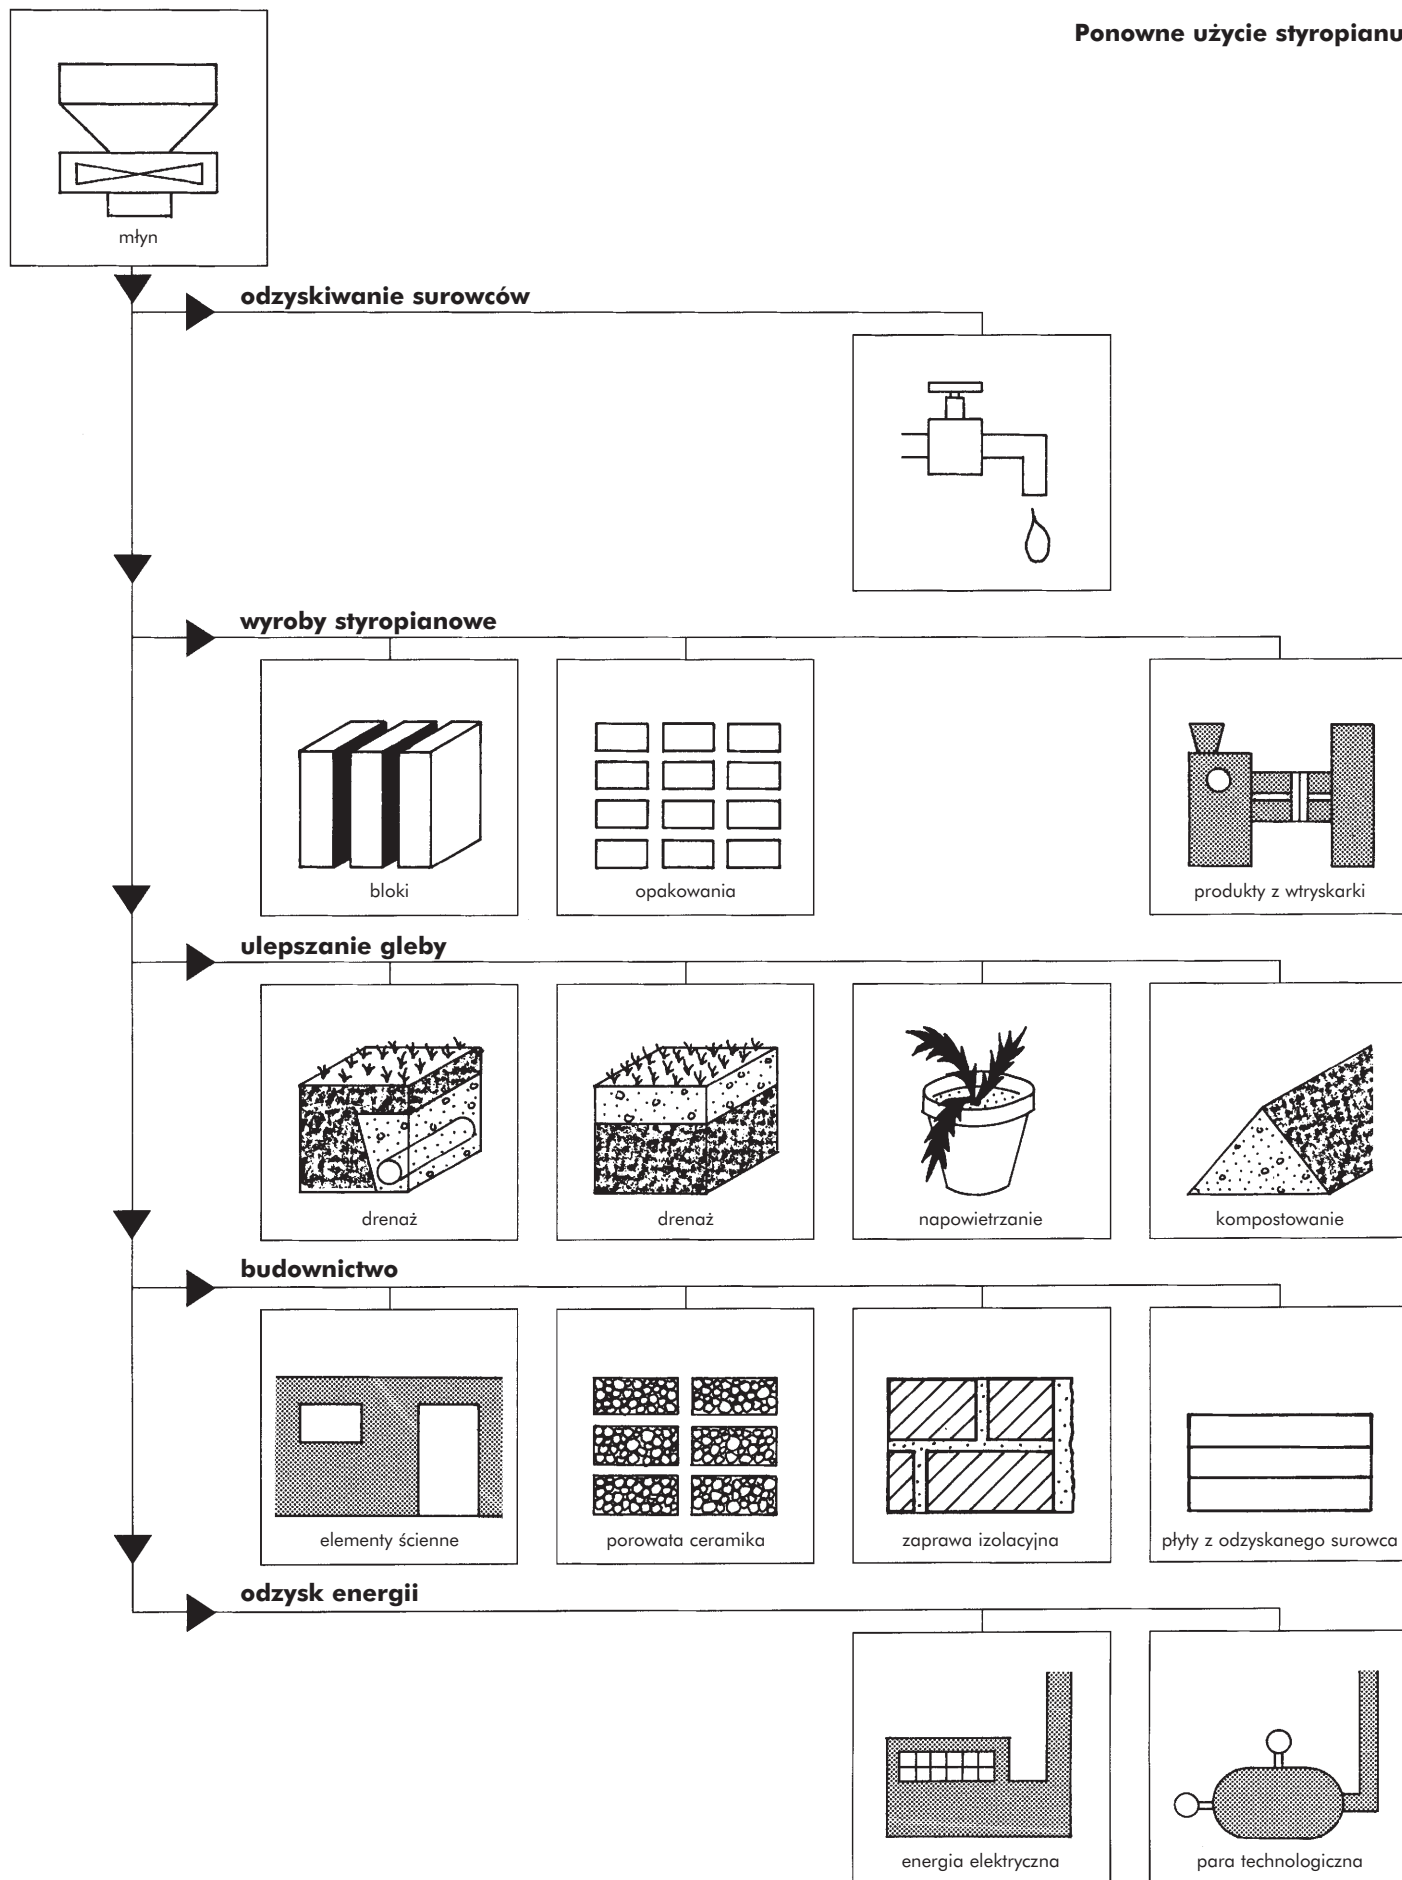 Ponowne użycie styropianu
młyn
odzyskiwanie surowców
wyroby styropianowe
bloki
opakowania
produkty z wtryskarki
ulepszanie gleby
drenaż
drenaż
napowietrzanie
kompostowanie
budownictwo
elementy ścienne
porowata ceramika
zaprawa izolacyjna
płyty z odzyskanego surowca
odzysk energii
energia elektryczna
para technologiczna